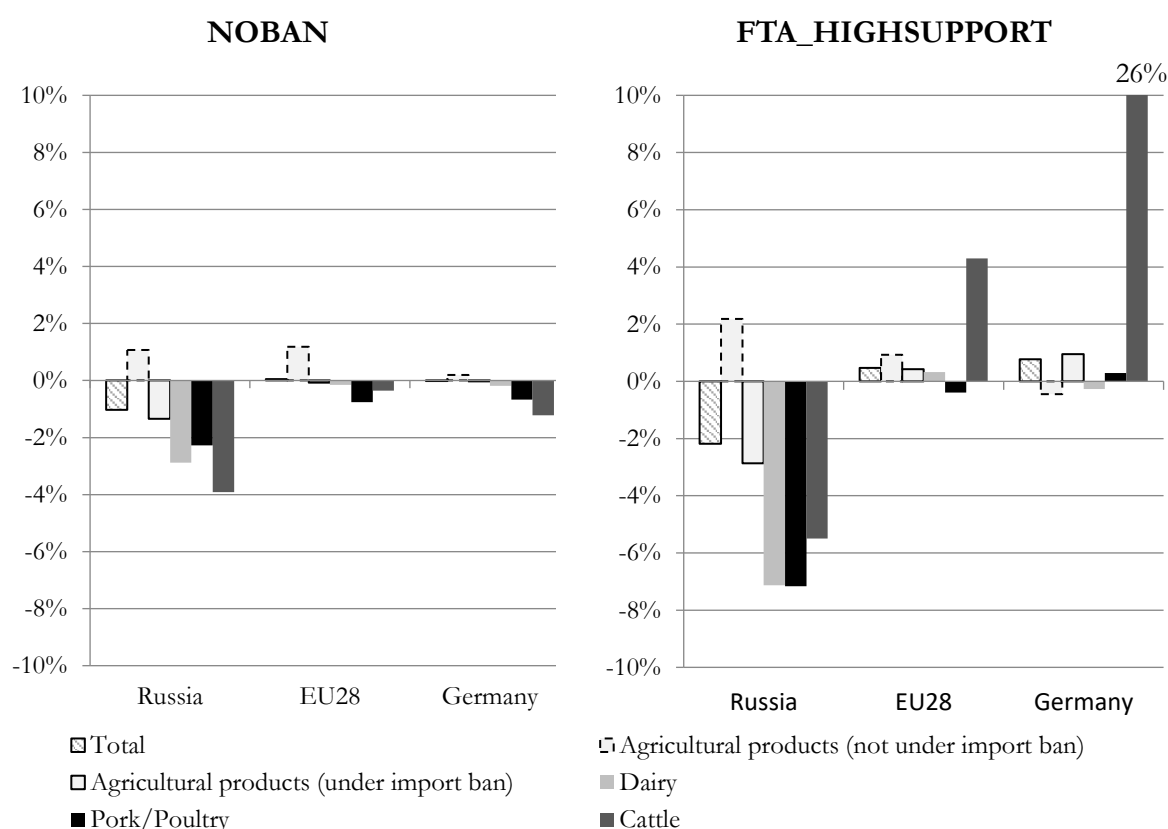 NOBAN
10%
8%
6%
4%
2%
0%
-2%
-4%
-6%
-8%
-10%
Russia EU28 Germany
FTA_HIGHSUPPORT
26%
10%
8%
6%
4%
2%
0%
-2%
-4%
-6%
-8%
-10%
Russia EU28 Germany
Total
Agricultural products (not under import ban)
Agricultural products (under import ban)
Dairy
Pork/Poultry
Cattle